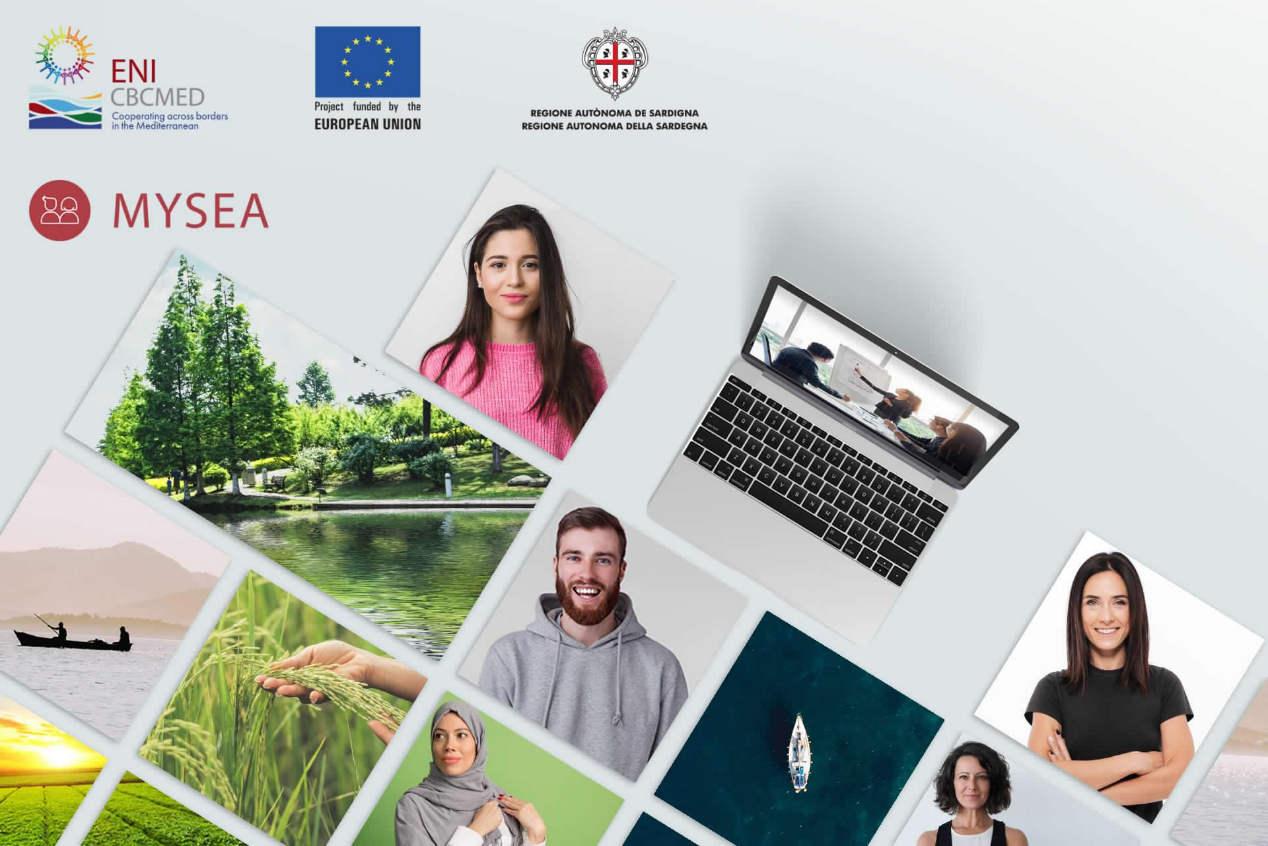 ENI
CBCMED
Cooperating across borders
in the Mediterranean
Project funded by the
EUROPEAN UNION
REGIONE AUTÒNOMA DE SARDIGNA
REGIONE AUTONOMA DELLA SARDEGNA
MYSEA